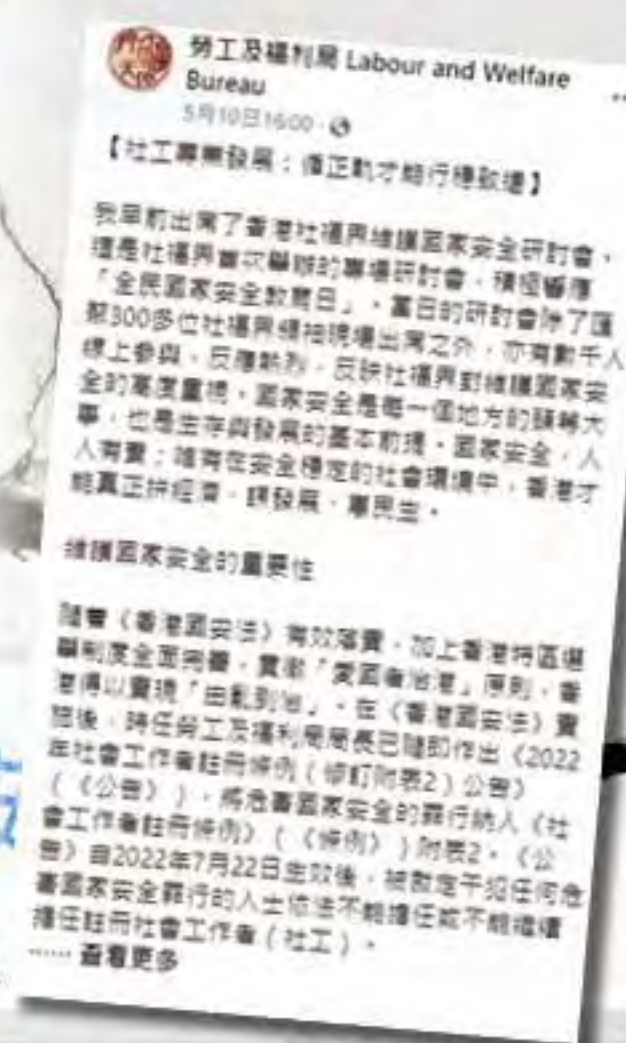 勞工及福利局 Labour and Welfare
Bureau
5月10日16:00
【社工專業發展:循正軌才能行穩致遠】
我早前出席了香港社福界維護國家安全研討會,
這是社福界首次舉辦的專場研討會,積極響應
「全民國家安全教育日」。當日的研討會除了匯
聚300多位社福界領袖現場出席之外,亦有數千人
線上參與,反應熱烈,反映社福界對維護國家安
全的高度重視。國家安全是每一個地方的頭等大
事,也是生存與發展的基本前提。國家安全,人
人有責;唯有在安全穩定的社會環境中,香港才
能真正拼經濟、謀發展、惠民生。
維護國家安全的重要性
隨著《香港國安法》有效落實,加上香港特區選
舉制度全面完善,貫徹「愛國者治港」原則,香
港得以實現「由亂到治」。在《香港國安法》實
施後,時任勞工及福利局局長已隨即作出《2022
年社會工作者註冊條例(修訂附表2)公告》
(《公告》),將危害國家安全的罪行納入《社
會工作者註冊條例》(《條例》)附表2。《公
告》自2022年7月22日生效後,被裁定干犯任何危
害國家安全罪行的人士依法不能擔任或不能繼續
擔任註冊社會工作者(社工)。
…… 查看更多